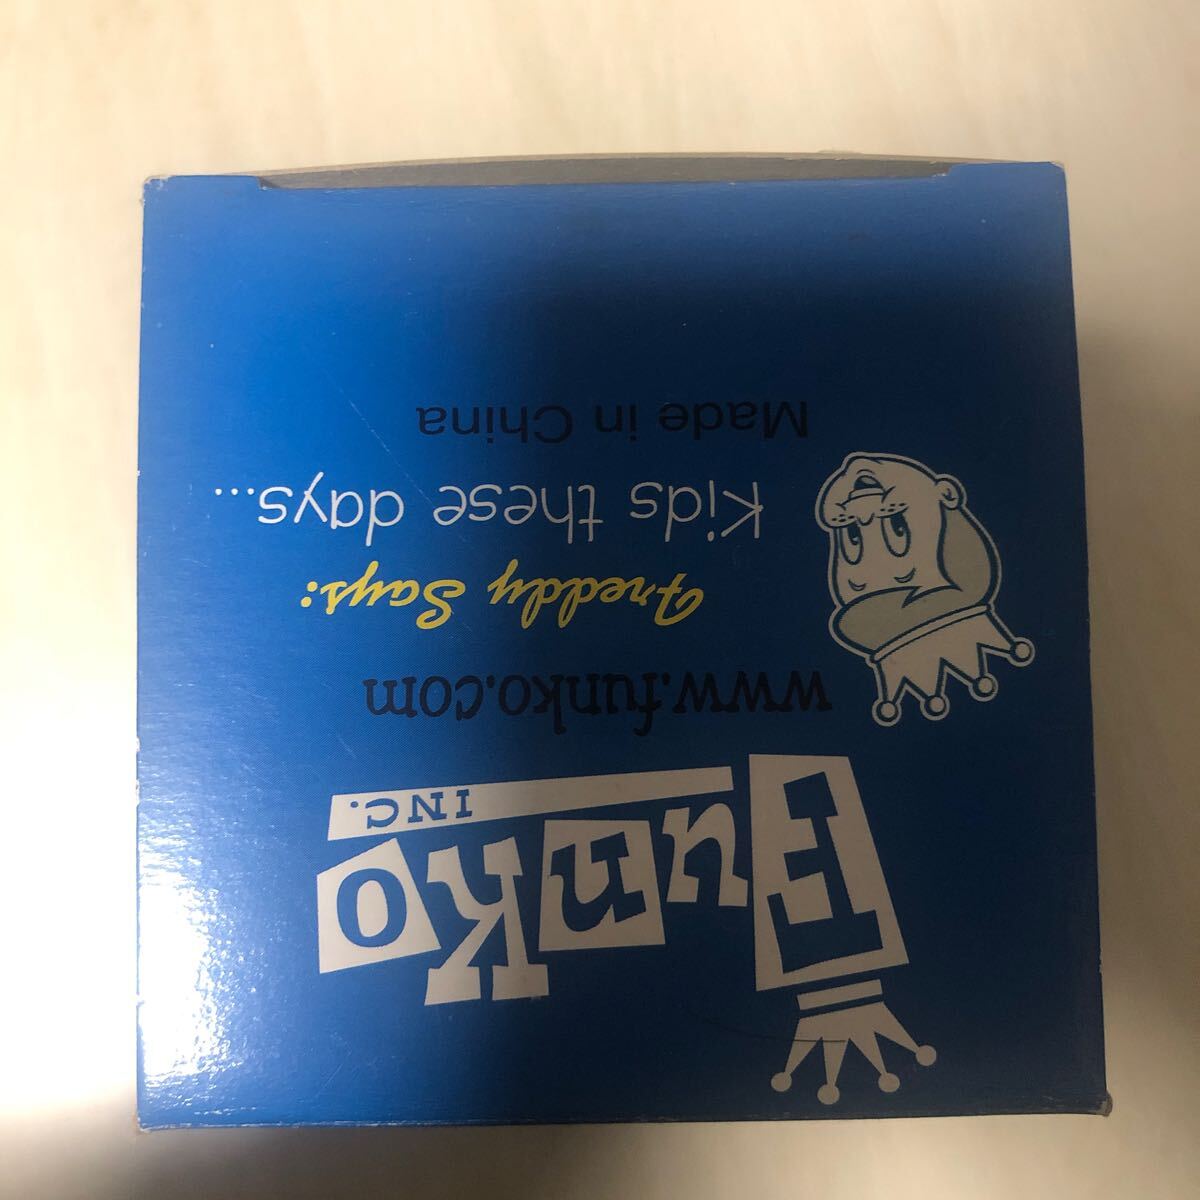 Funko
INC.
www.funko.com
Freddy Says:
Kids these days...
Made in China